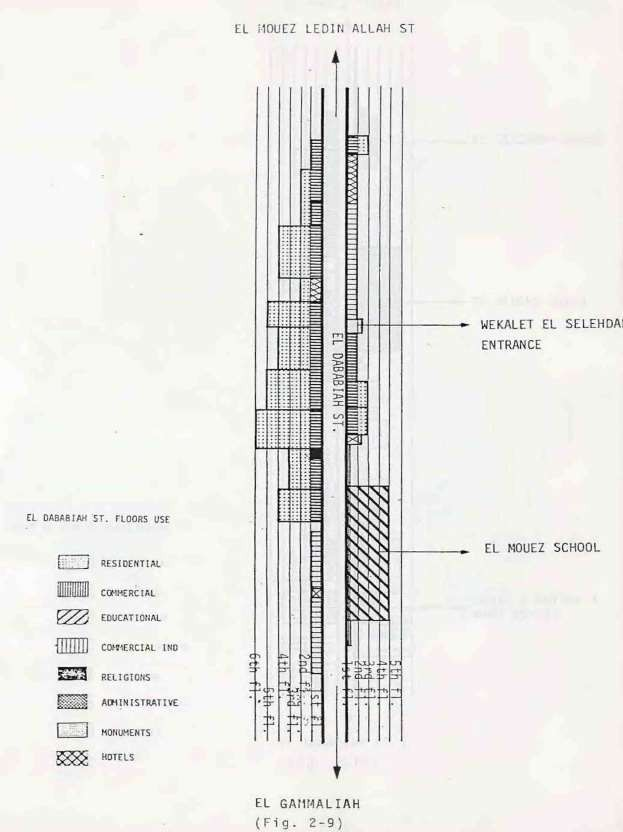 EL MOUEZ LEDIN ALLAH ST
EL DABABIAH ST.
WEKALET EL SELEHDAR
ENTRANCE
EL MOUEZ SCHOOL
EL DABABIAH ST. FLOORS USE
RESIDENTIAL
COMMERCIAL
EDUCATIONAL
COMMERCIAL IND
RELIGIONS
ADMINISTRATIVE
MONUMENTS
HOTELS
6th fl.
5th fl.
4th fl.
3rd fl.
2nd fl.
1st fl
1st fl.
2nd fl.
3rd fl.
4th fl.
5th fl.
EL GAMMALIAH
(Fig. 2-9)